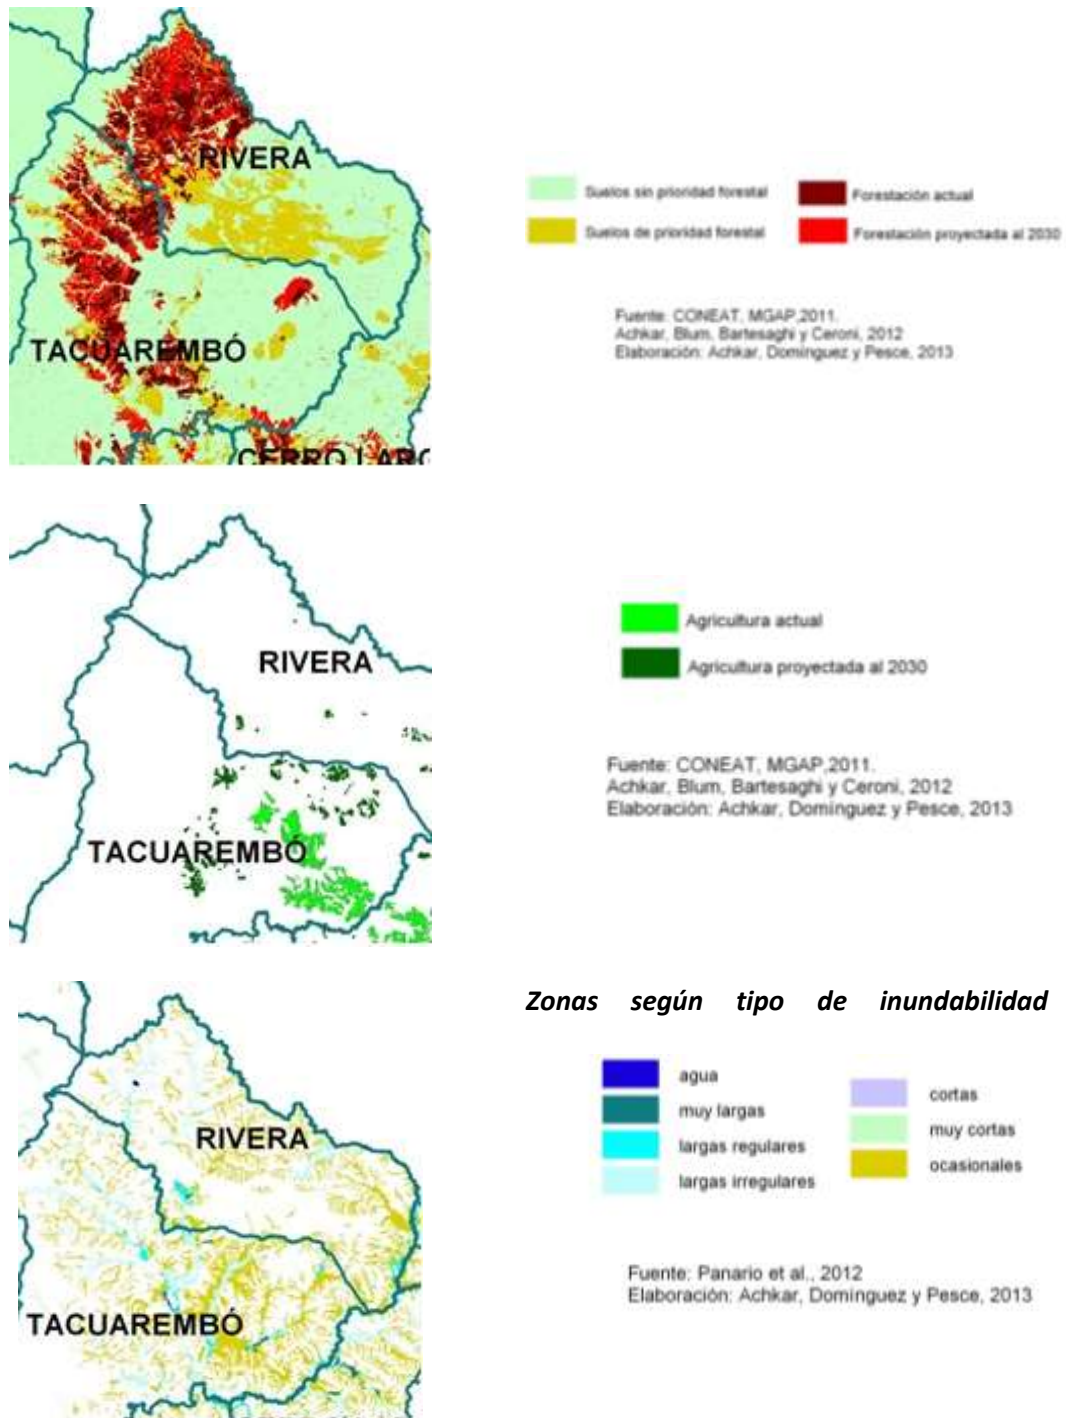 RIVERA
TACUAREMBÓ
CERRO LARG
Suelos sin prioridad forestal
Suelos de prioridad forestal
Forestación actual
Forestación proyectada al 2030
Fuente: CONEAT, MGAP,2011.
Achkar, Blum, Bartesaghi y Ceroni, 2012
Elaboración: Achkar, Domínguez y Pesce, 2013
RIVERA
TACUAREMBÓ
Agricultura actual
Agricultura proyectada al 2030
Fuente: CONEAT, MGAP,2011.
Achkar, Blum, Bartesaghi y Ceroni, 2012
Elaboración: Achkar, Domínguez y Pesce, 2013
RIVERA
TACUAREMBÓ
Zonas según tipo de inundabilidad
agua
muy largas
largas regulares
largas irregulares
cortas
muy cortas
ocasionales
Fuente: Panario et al., 2012
Elaboración: Achkar, Domínguez y Pesce, 2013